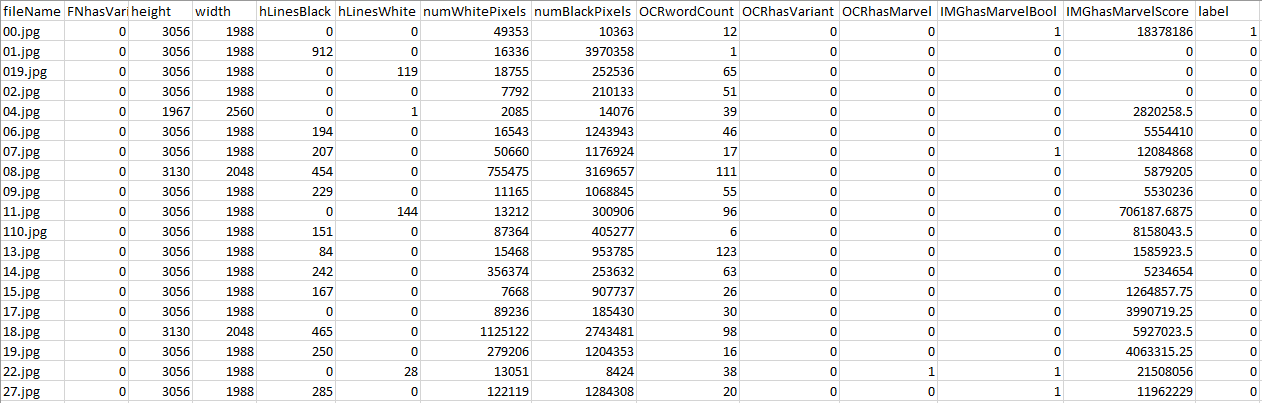 fileName FNhasVari height width hLinesBlack hLinesWhite numWhitePixels numBlackPixels OCRwordCount OCRhasVariant OCRhasMarvel IMGhasMarvelBool IMGhasMarvelScore label
00.jpg 0 3056 1988 0 0 49353 10363 12 0 0 1 18378186 1
01.jpg 0 3056 1988 912 0 16336 3970358 1 0 0 0 0 0
019.jpg 0 3056 1988 0 119 18755 252536 65 0 0 0 0 0
02.jpg 0 3056 1988 0 0 7792 210133 51 0 0 0 0 0
04.jpg 0 1967 2560 0 1 2085 14076 39 0 0 0 2820258.5 0
06.jpg 0 3056 1988 194 0 16543 1243943 46 0 0 0 5554410 0
07.jpg 0 3056 1988 207 0 50660 1176924 17 0 0 1 12084868 0
08.jpg 0 3130 2048 454 0 755475 3169657 111 0 0 0 5879205 0
09.jpg 0 3056 1988 229 0 11165 1068845 55 0 0 0 5530236 0
11.jpg 0 3056 1988 0 144 13212 300906 96 0 0 0 706187.6875 0
110.jpg 0 3056 1988 151 0 87364 405277 6 0 0 0 8158043.5 0
13.jpg 0 3056 1988 84 0 15468 953785 123 0 0 0 1585923.5 0
14.jpg 0 3056 1988 242 0 356374 253632 63 0 0 0 5234654 0
15.jpg 0 3056 1988 167 0 7668 907737 26 0 0 0 1264857.75 0
17.jpg 0 3056 1988 0 0 89236 185430 30 0 0 0 3990719.25 0
18.jpg 0 3130 2048 465 0 1125122 2743481 98 0 0 0 5927023.5 0
19.jpg 0 3056 1988 250 0 279206 1204353 16 0 0 0 4063315.25 0
22.jpg 0 3056 1988 0 28 13051 8424 38 0 1 1 21508056 0
27.jpg 0 3056 1988 285 0 122119 1284308 20 0 0 1 11962229 0